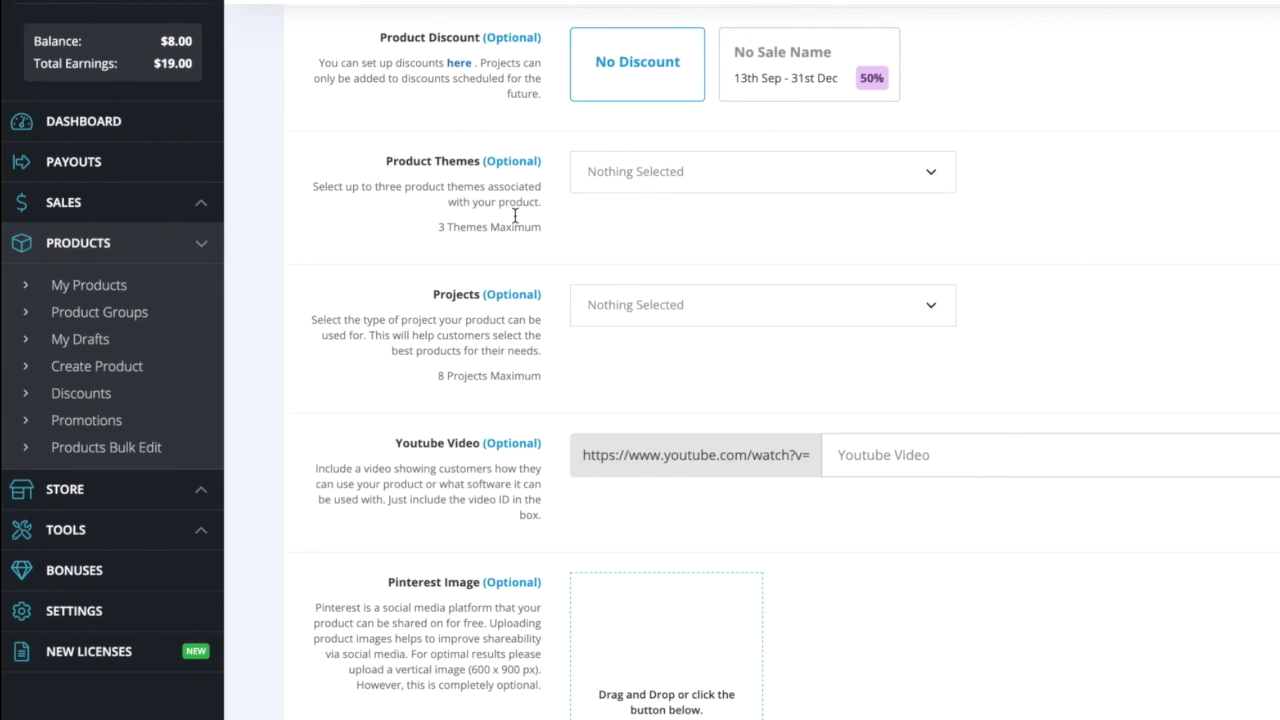 Balance: $8.00
Total Earnings: $19.00
DASHBOARD
PAYOUTS
SALES
PRODUCTS
My Products
Product Groups
My Drafts
Create Product
Discounts
Promotions
Products Bulk Edit
STORE
TOOLS
BONUSES
SETTINGS
NEW LICENSES NEW
Product Discount (Optional)
You can set up discounts here . Projects can
only be added to discounts scheduled for the
future.
No Discount
No Sale Name
13th Sep - 31st Dec 50%
Product Themes (Optional)
Select up to three product themes associated
with your product.
3 Themes Maximum
Nothing Selected
Projects (Optional)
Select the type of project your product can be
used for. This will help customers select the
best products for their needs.
8 Projects Maximum
Nothing Selected
Youtube Video (Optional)
Include a video showing customers how they
can use your product or what software it can
be used with. Just include the video ID in the
box.
https://www.youtube.com/watch?v= Youtube Video
Pinterest Image (Optional)
Pinterest is a social media platform that your
product can be shared on for free. Uploading
product images helps to improve shareability
via social media. For optimal results please
upload a vertical image (600 x 900 px).
However, this is completely optional.
Drag and Drop or click the
button below.